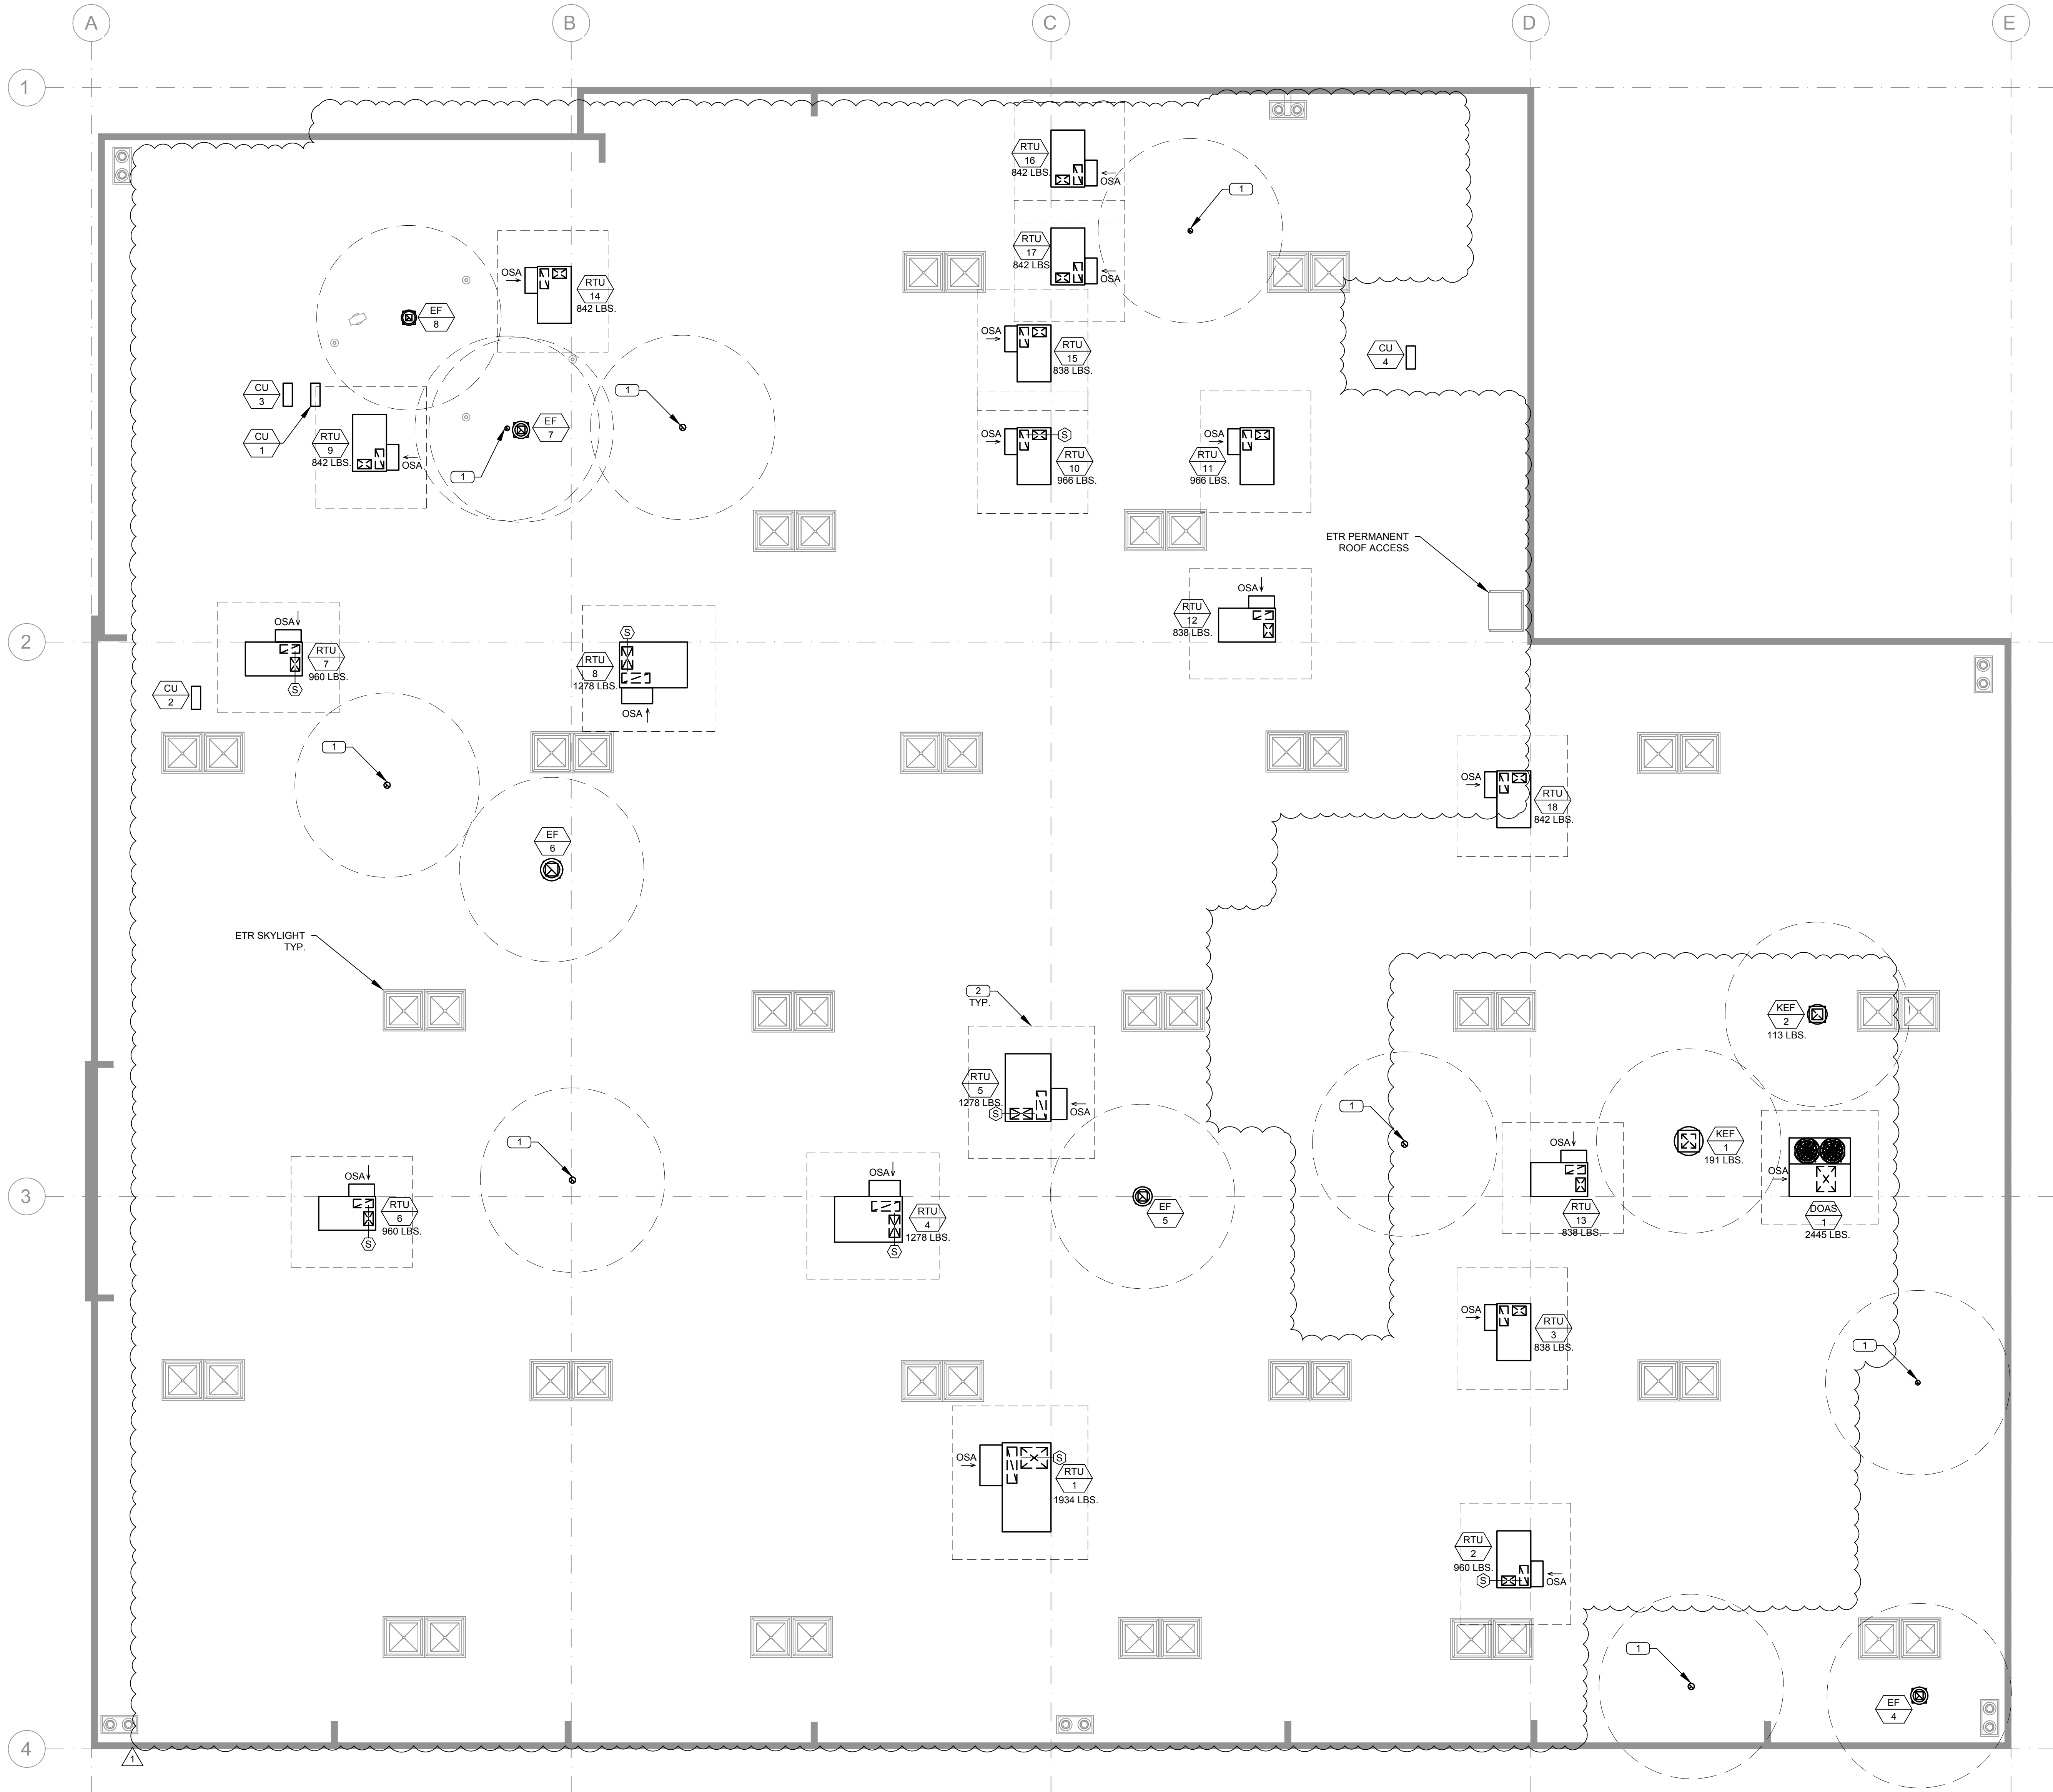 A
B
C
D
E
1
RTU
16
842 LBS.
OSA
1
RTU
17
842 LBS.
OSA
OSA
RTU
14
842 LBS.
EF
8
OSA
RTU
15
838 LBS.
CU
4
CU
3
1
CU
1
RTU
9
842 LBS.
OSA
EF
7
1
OSA
S
RTU
10
966 LBS.
OSA
RTU
11
966 LBS.
ETR PERMANENT
ROOF ACCESS
OSA
RTU
12
838 LBS.
2
OSA
RTU
7
960 LBS.
S
S
RTU
8
1278 LBS.
OSA
CU
2
1
OSA
RTU
18
842 LBS.
EF
6
ETR SKYLIGHT
TYP.
2
TYP.
KEF
2
113 LBS.
RTU
5
1278 LBS.
S
OSA
1
1
OSA
KEF
1
191 LBS.
OSA
DOAS
1
2445 LBS.
3
OSA
RTU
6
960 LBS.
S
OSA
RTU
4
1278 LBS.
S
EF
5
RTU
13
838 LBS.
OSA
RTU
3
838 LBS.
1
OSA
S
RTU
1
1934 LBS.
RTU
2
960 LBS.
S
OSA
1
EF
4
4
1